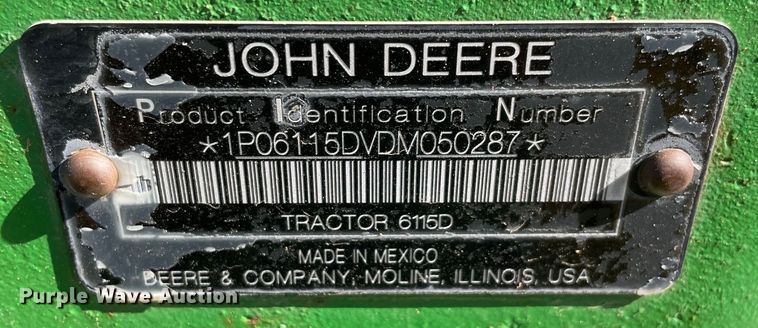 JOHN DEERE
Product Identification Number
*1P06115DVDM050287*
TRACTOR 6115D
MADE IN MEXICO
DEERE & COMPANY, MOLINE, ILLINOIS, USA
Purple Wave Auction